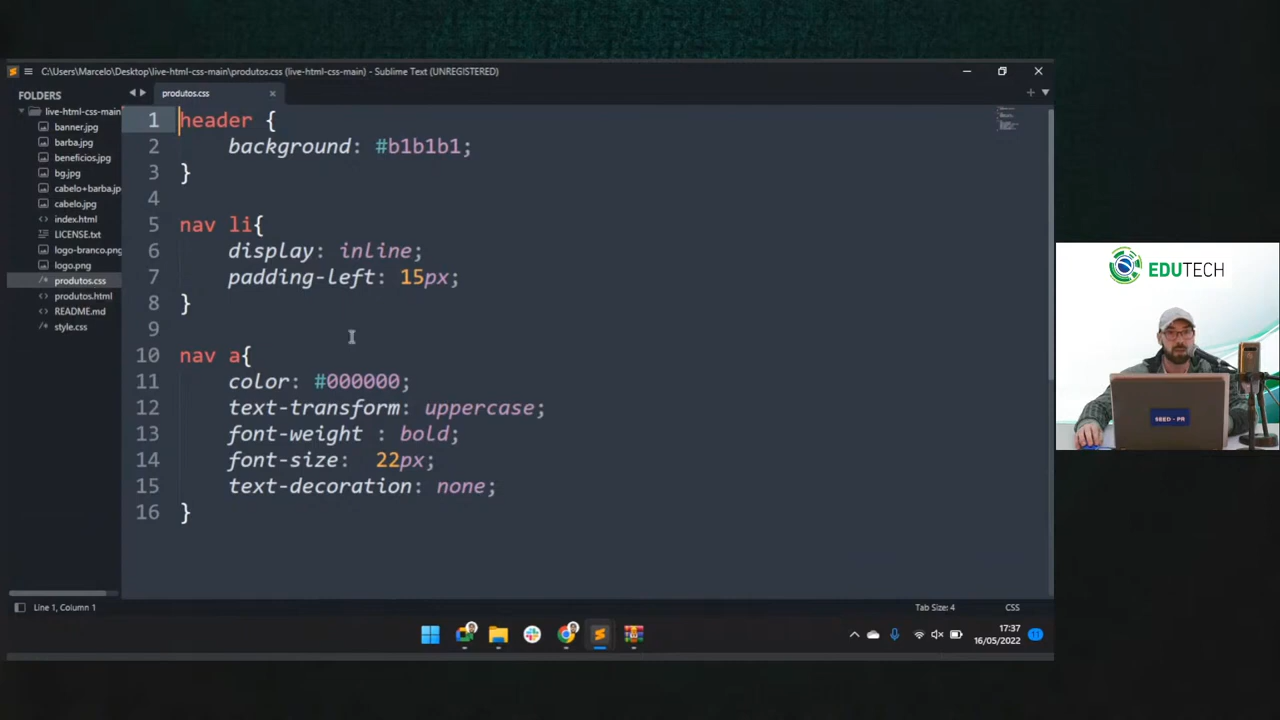 C:\Users\Marcelo\Desktop\live-html-css-main\produtos.css (live-html-css-main) - Sublime Text (UNREGISTERED)
FOLDERS
live-html-css-main
banner.jpg
barba.jpg
beneficios.jpg
bg.jpg
cabelo+barba.jp
cabelo.jpg
index.html
LICENSE.txt
logo-branco.png
logo.png
produtos.css
produtos.html
README.md
style.css
produtos.css
1 header {
2 background: #b1b1b1;
3 }
4
5 nav li{
6 display: inline;
7 padding-left: 15px;
8 }
9
10 nav a{
11 color: #000000;
12 text-transform: uppercase;
13 font-weight : bold;
14 font-size:  22px;
15 text-decoration: none;
16 }
Line 1, Column 1
Tab Size: 4
CSS
17:37
16/05/2022
11
EDUTECH
SEED - PR